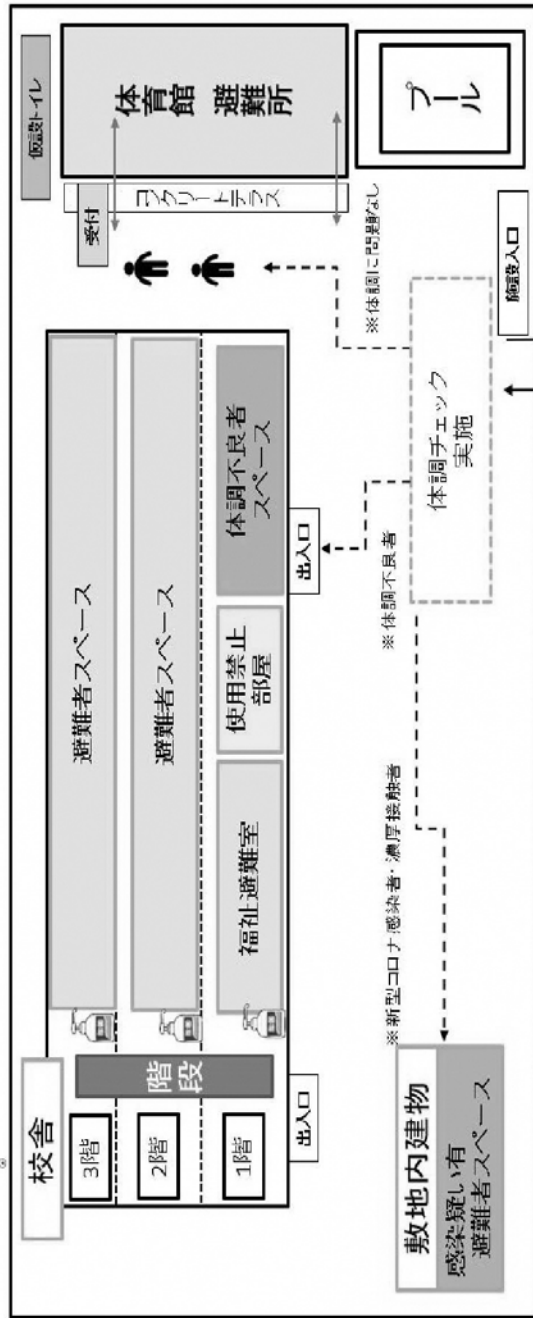 校舎
3階
避難者スペース
2階
避難者スペース
1階
階段
福祉避難室
使用禁止
部屋
体調不良者
スペース
出入口
出入口
仮設トイレ
受付
コンクリートテラス
体育館 避難所
プール
※体調に問題なし
※体調不良者
※新型コロナ感染者・濃厚接触者
体調チェック
実施
施設入口
敷地内建物
感染疑い有
避難者スペース